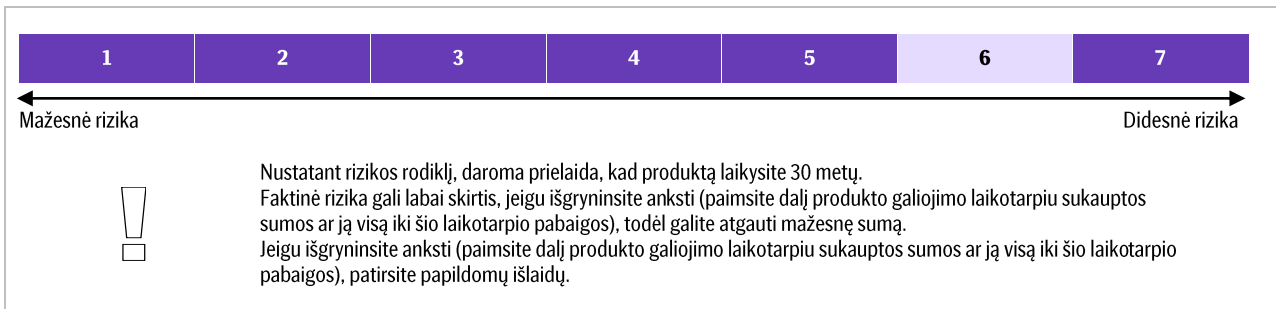 1 2 3 4 5 6 7
Mažesnė rizika Didesnė rizika
Nustatant rizikos rodiklį, daroma prielaida, kad produktą laikysite 30 metų.
Faktinė rizika gali labai skirtis, jeigu išgryninsite anksti (paimsite dalį produkto galiojimo laikotarpiu sukauptos
sumos ar ją visą iki šio laikotarpio pabaigos), todėl galite atgauti mažesnę sumą.
Jeigu išgryninsite anksti (paimsite dalį produkto galiojimo laikotarpiu sukauptos sumos ar ją visą iki šio laikotarpio
pabaigos), patirsite papildomų išlaidų.